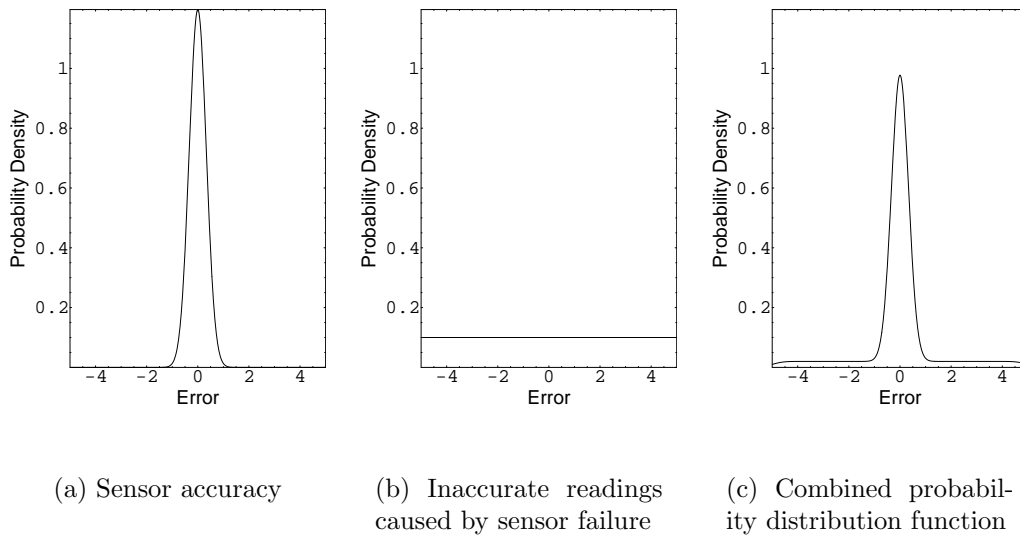 1
0.8
0.6
0.4
0.2
Probability Density
-4 -2 0 2 4
Error
1
0.8
0.6
0.4
0.2
Probability Density
-4 -2 0 2 4
Error
1
0.8
0.6
0.4
0.2
Probability Density
-4 -2 0 2 4
Error
(a) Sensor accuracy
(b) Inaccurate readings
caused by sensor failure
(c) Combined probabil-
ity distribution function